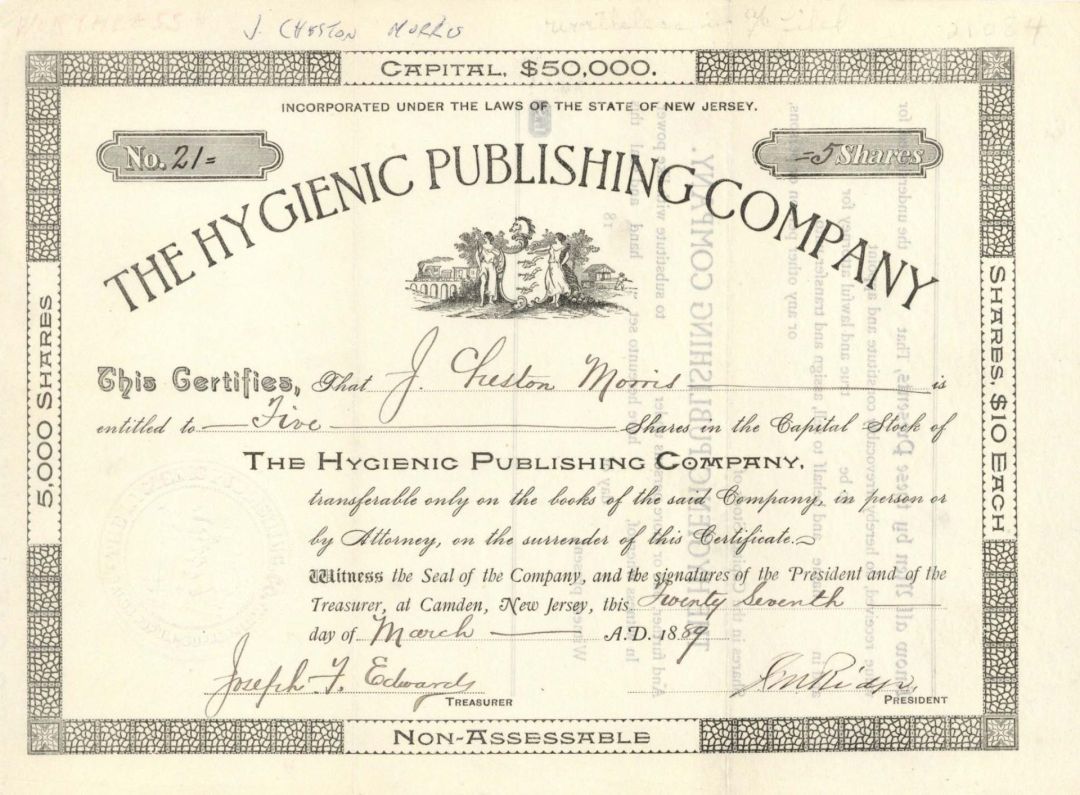 J. CHESTON MORRIS
CAPITAL, $50,000.
INCORPORATED UNDER THE LAWS OF THE STATE OF NEW JERSEY.
No. 21=
=5 Shares
THE HYGIENIC PUBLISHING COMPANY
5,000 SHARES
SHARES, $10 EACH
This Certifies, That J. Cheston Morris is
entitled to Five Shares in the Capital Stock of
THE HYGIENIC PUBLISHING COMPANY,
transferable only on the books of the said Company, in person or
by Attorney, on the surrender of this Certificate.
Witness the Seal of the Company, and the signatures of the President and of the
Treasurer, at Camden, New Jersey, this Twenty Seventh
day of March A.D. 1889
Joseph F. Edwards
TREASURER
PRESIDENT
NON-ASSESSABLE